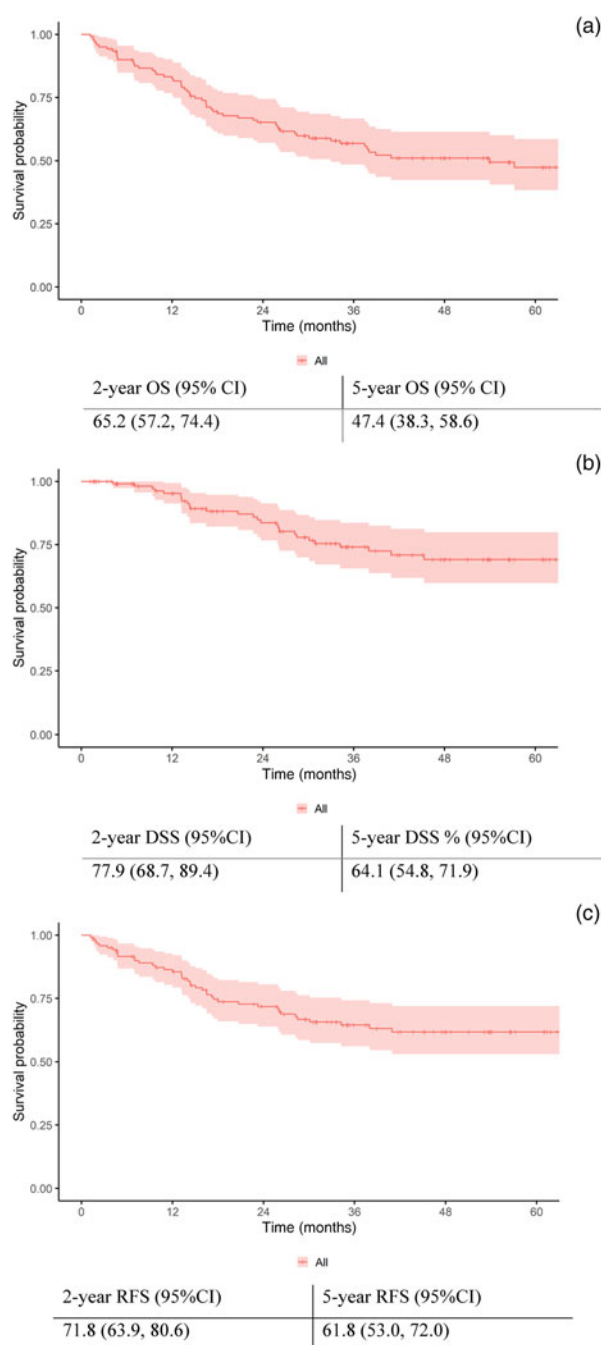 (a)
1.00
0.75
0.50
0.25
0.00
Survival probability
0 12 24 36 48 60
Time (months)
All
2-year OS (95% CI) 5-year OS (95% CI)
65.2 (57.2, 74.4) 47.4 (38.3, 58.6)
(b)
1.00
0.75
0.50
0.25
0.00
Survival probability
0 12 24 36 48 60
Time (months)
All
2-year DSS (95%CI) 5-year DSS % (95%CI)
77.9 (68.7, 89.4) 64.1 (54.8, 71.9)
(c)
1.00
0.75
0.50
0.25
0.00
Survival probability
0 12 24 36 48 60
Time (months)
All
2-year RFS (95%CI) 5-year RFS (95%CI)
71.8 (63.9, 80.6) 61.8 (53.0, 72.0)